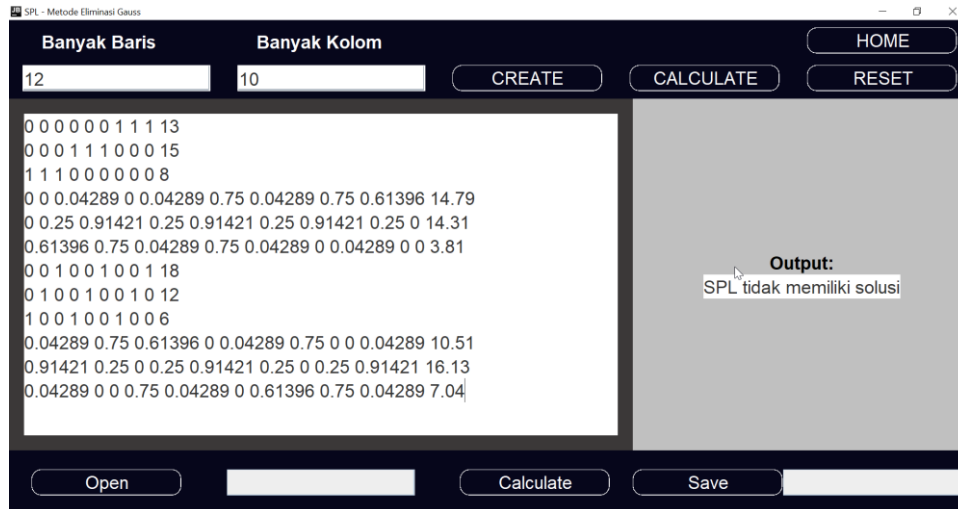 SPL - Metode Eliminasi Gauss
Banyak Baris Banyak Kolom HOME
12 10 CREATE CALCULATE RESET
0 0 0 0 0 0 1 1 1 13
0 0 0 1 1 1 0 0 0 15
1 1 1 0 0 0 0 0 0 8
0 0 0.04289 0 0.04289 0.75 0.04289 0.75 0.61396 14.79
0 0.25 0.91421 0.25 0.91421 0.25 0.91421 0.25 0 14.31
0.61396 0.75 0.04289 0.75 0.04289 0 0.04289 0 0 3.81
0 0 1 0 0 1 0 0 1 18
0 1 0 0 1 0 0 1 0 12
1 0 0 1 0 0 1 0 0 6
0.04289 0.75 0.61396 0 0.04289 0.75 0 0 0.04289 10.51
0.91421 0.25 0 0.25 0.91421 0.25 0 0.25 0.91421 16.13
0.04289 0 0 0.75 0.04289 0 0.61396 0.75 0.04289 7.04
Output:
SPL tidak memiliki solusi
Open Calculate Save